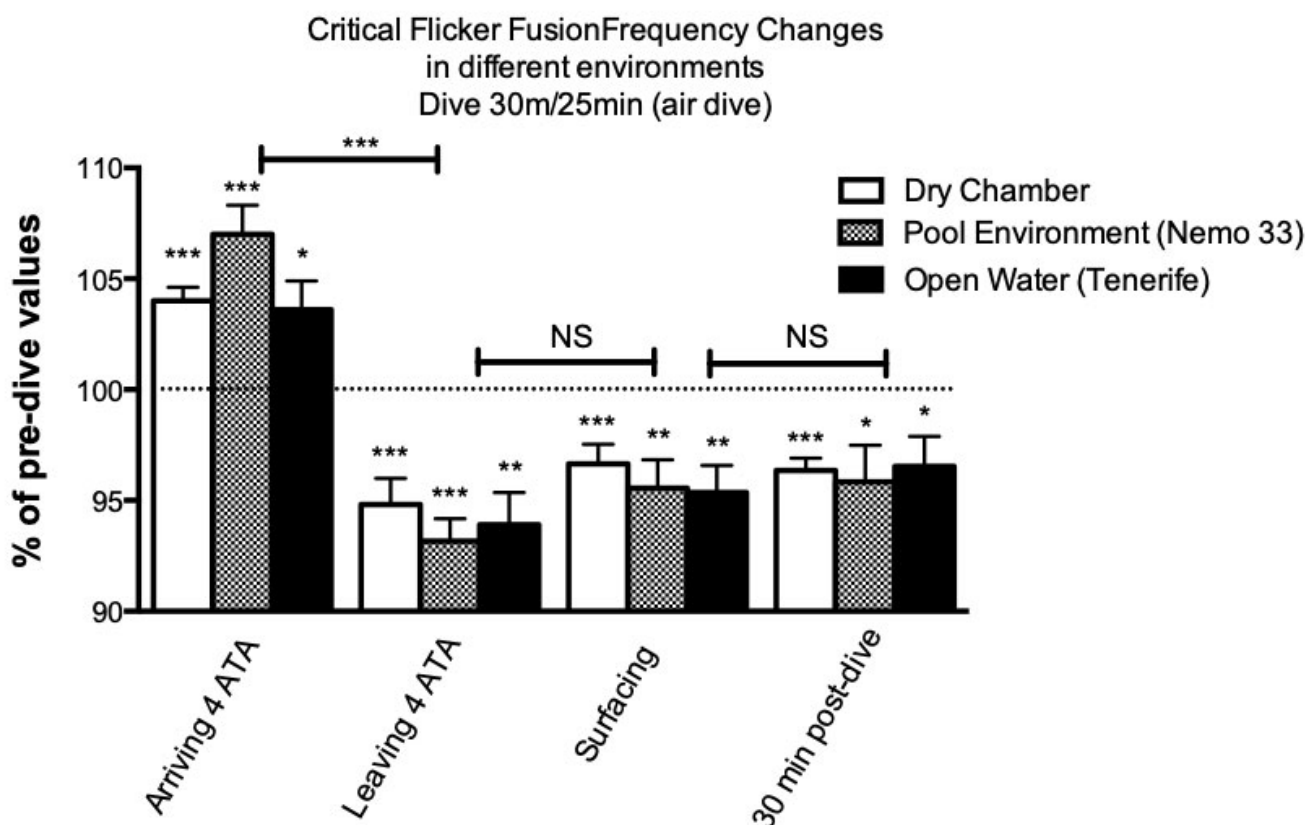 Critical Flicker FusionFrequency Changes
in different environments
Dive 30m/25min (air dive)
***
110
105
100
95
90
% of pre-dive values
Dry Chamber
Pool Environment (Nemo 33)
Open Water (Tenerife)
***
***
*
NS
NS
***
***
**
***
**
**
***
*
*
Arriving 4 ATA
Leaving 4 ATA
Surfacing
30 min post-dive